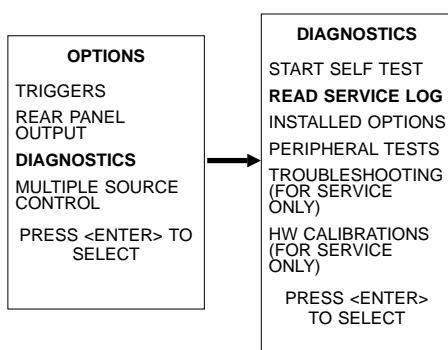 OPTIONS
TRIGGERS
REAR PANEL
OUTPUT
DIAGNOSTICS
MULTIPLE SOURCE
CONTROL
PRESS <ENTER> TO
SELECT
DIAGNOSTICS
START SELF TEST
READ SERVICE LOG
INSTALLED OPTIONS
PERIPHERAL TESTS
TROUBLESHOOTING
(FOR SERVICE
ONLY)
HW CALIBRATIONS
(FOR SERVICE
ONLY)
PRESS <ENTER>
TO SELECT